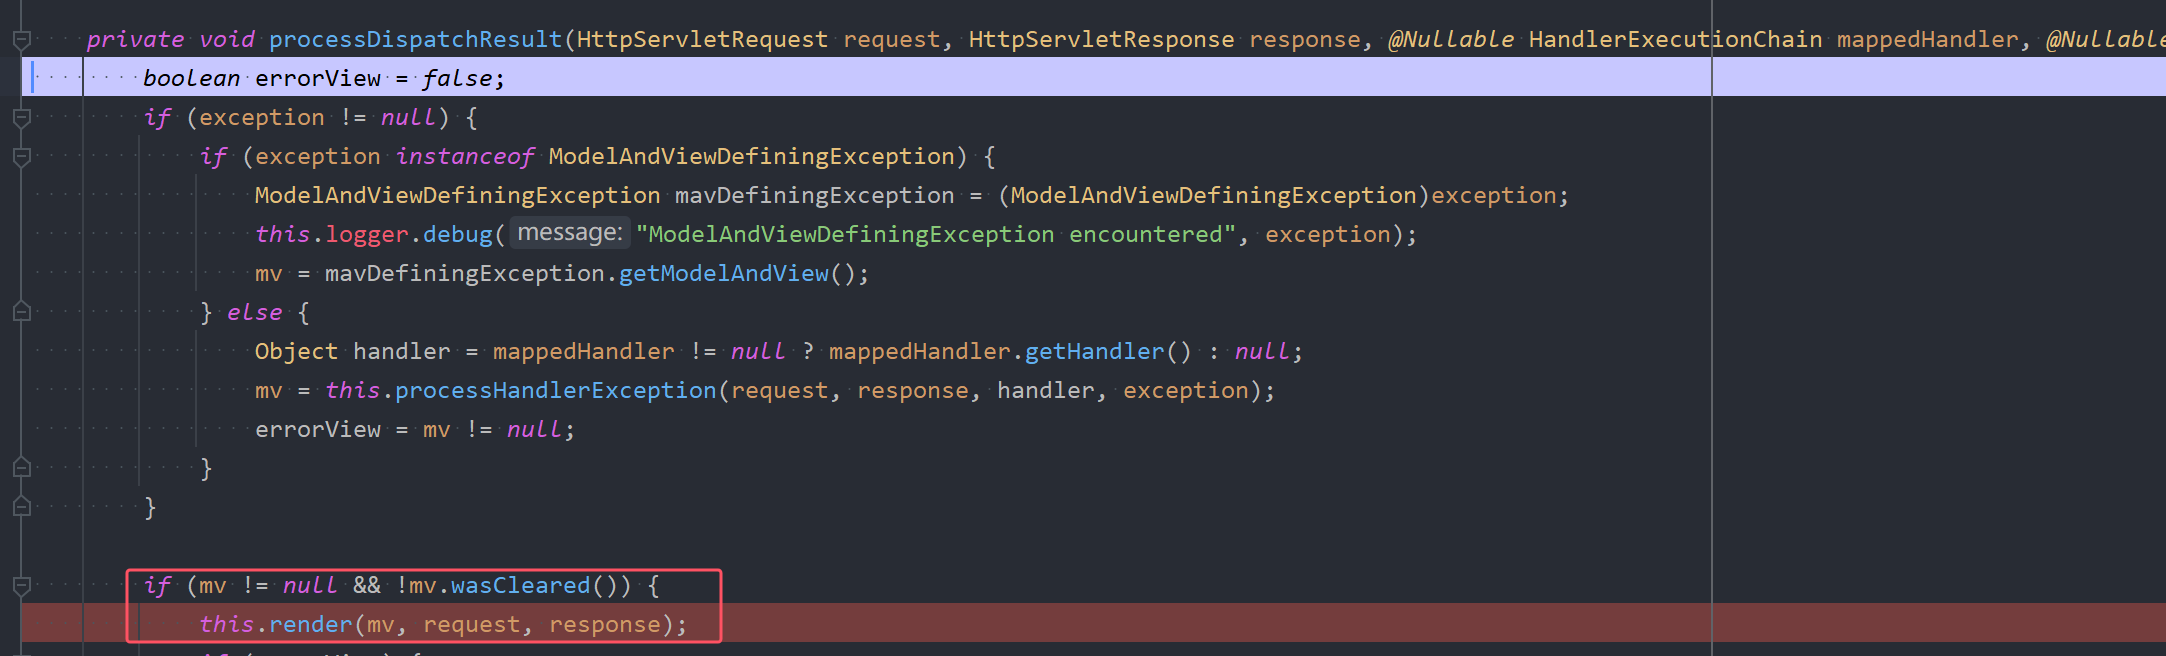 private void processDispatchResult(HttpServletRequest request, HttpServletResponse response, @Nullable HandlerExecutionChain mappedHandler, @Nullable
boolean errorView = false;
if (exception != null) {
if (exception instanceof ModelAndViewDefiningException) {
ModelAndViewDefiningException mavDefiningException = (ModelAndViewDefiningException)exception;
this.logger.debug( message: "ModelAndViewDefiningException encountered", exception);
mv = mavDefiningException.getModelAndView();
} else {
Object handler = mappedHandler != null ? mappedHandler.getHandler() : null;
mv = this.processHandlerException(request, response, handler, exception);
errorView = mv != null;
}
}
if (mv != null && !mv.wasCleared()) {
this.render(mv, request, response);